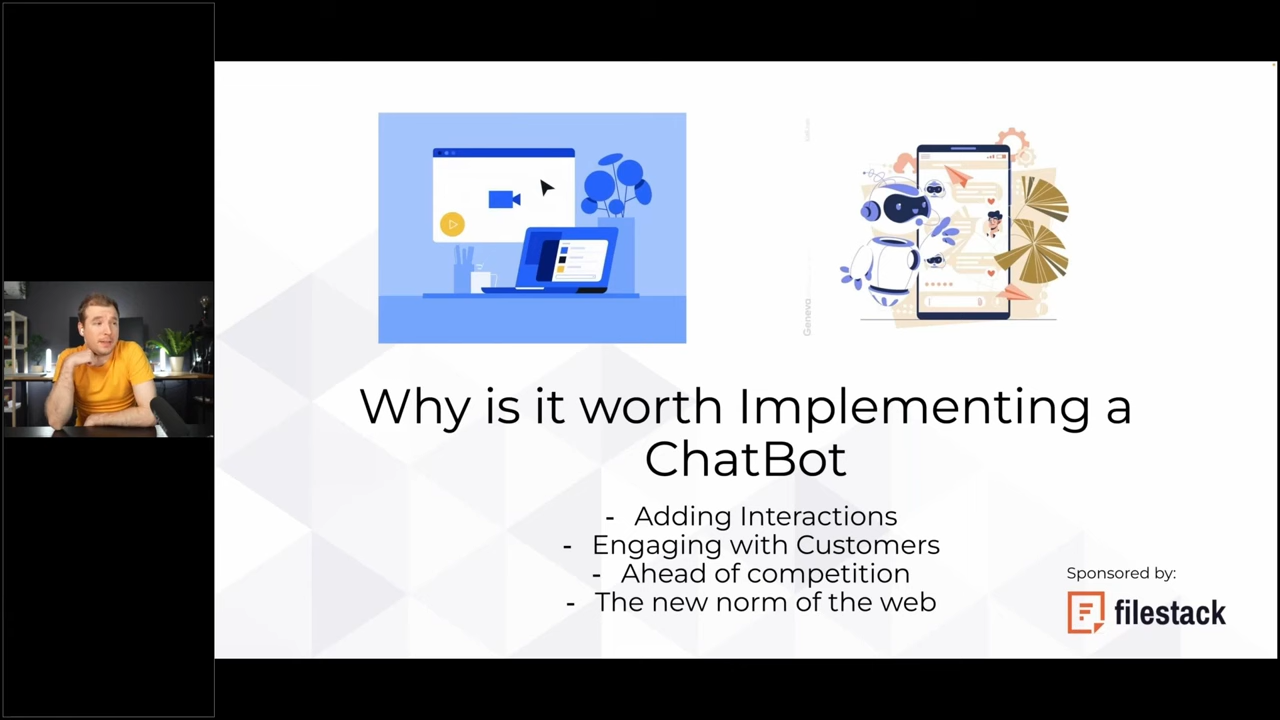 Geneva
Why is it worth Implementing a
ChatBot
- Adding Interactions
- Engaging with Customers
- Ahead of competition
- The new norm of the web
Sponsored by:
filestack